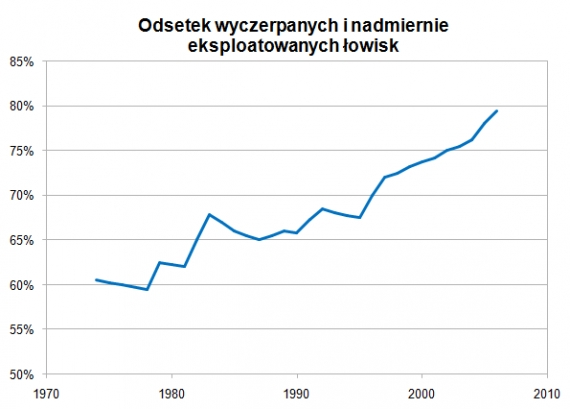 Odsetek wyczerpanych i nadmiernie
eksploatowanych łowisk
85%
80%
75%
70%
65%
60%
55%
50%
1970 1980 1990 2000 2010